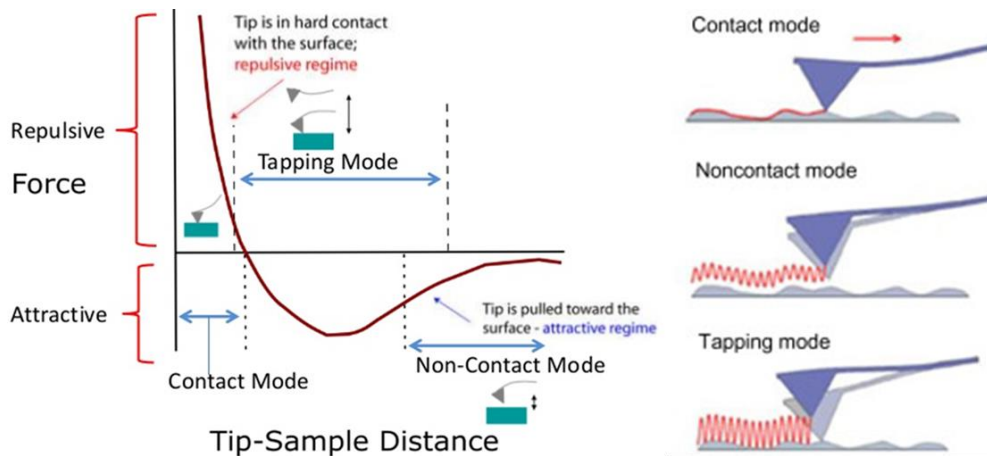 Tip is in hard contact
with the surface;
repulsive regime
Repulsive
Force
Tapping Mode
Attractive
Tip is pulled toward the
surface - attractive regime
Contact Mode
Non-Contact Mode
Tip-Sample Distance
Contact mode
Noncontact mode
Tapping mode